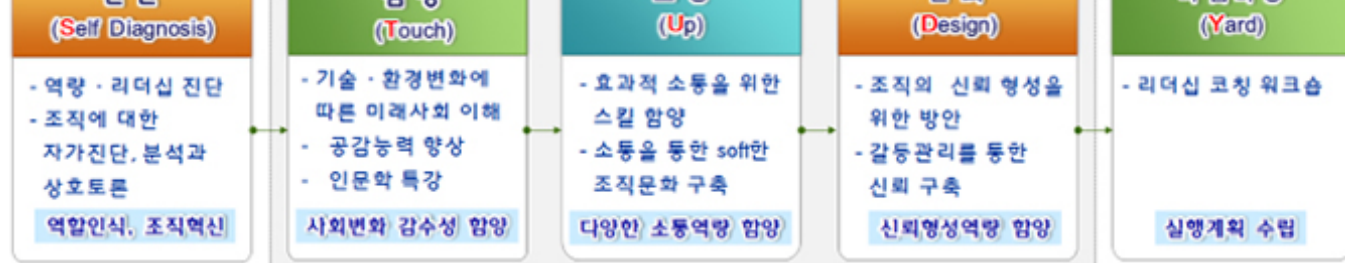 (Self Diagnosis)
- 역량 · 리더십 진단
- 조직에 대한
자가진단, 분석과
상호토론
역할인식, 조직혁신
(Touch)
- 기술 · 환경변화에
따른 미래사회 이해
- 공감능력 향상
- 인문학 특강
사회변화 감수성 함양
(Up)
- 효과적 소통을 위한
스킬 함양
- 소통을 통한 soft한
조직문화 구축
다양한 소통역량 함양
(Design)
- 조직의 신뢰 형성을
위한 방안
- 갈등관리를 통한
신뢰 구축
신뢰형성역량 함양
(Yard)
- 리더십 코칭 워크숍
실행계획 수립